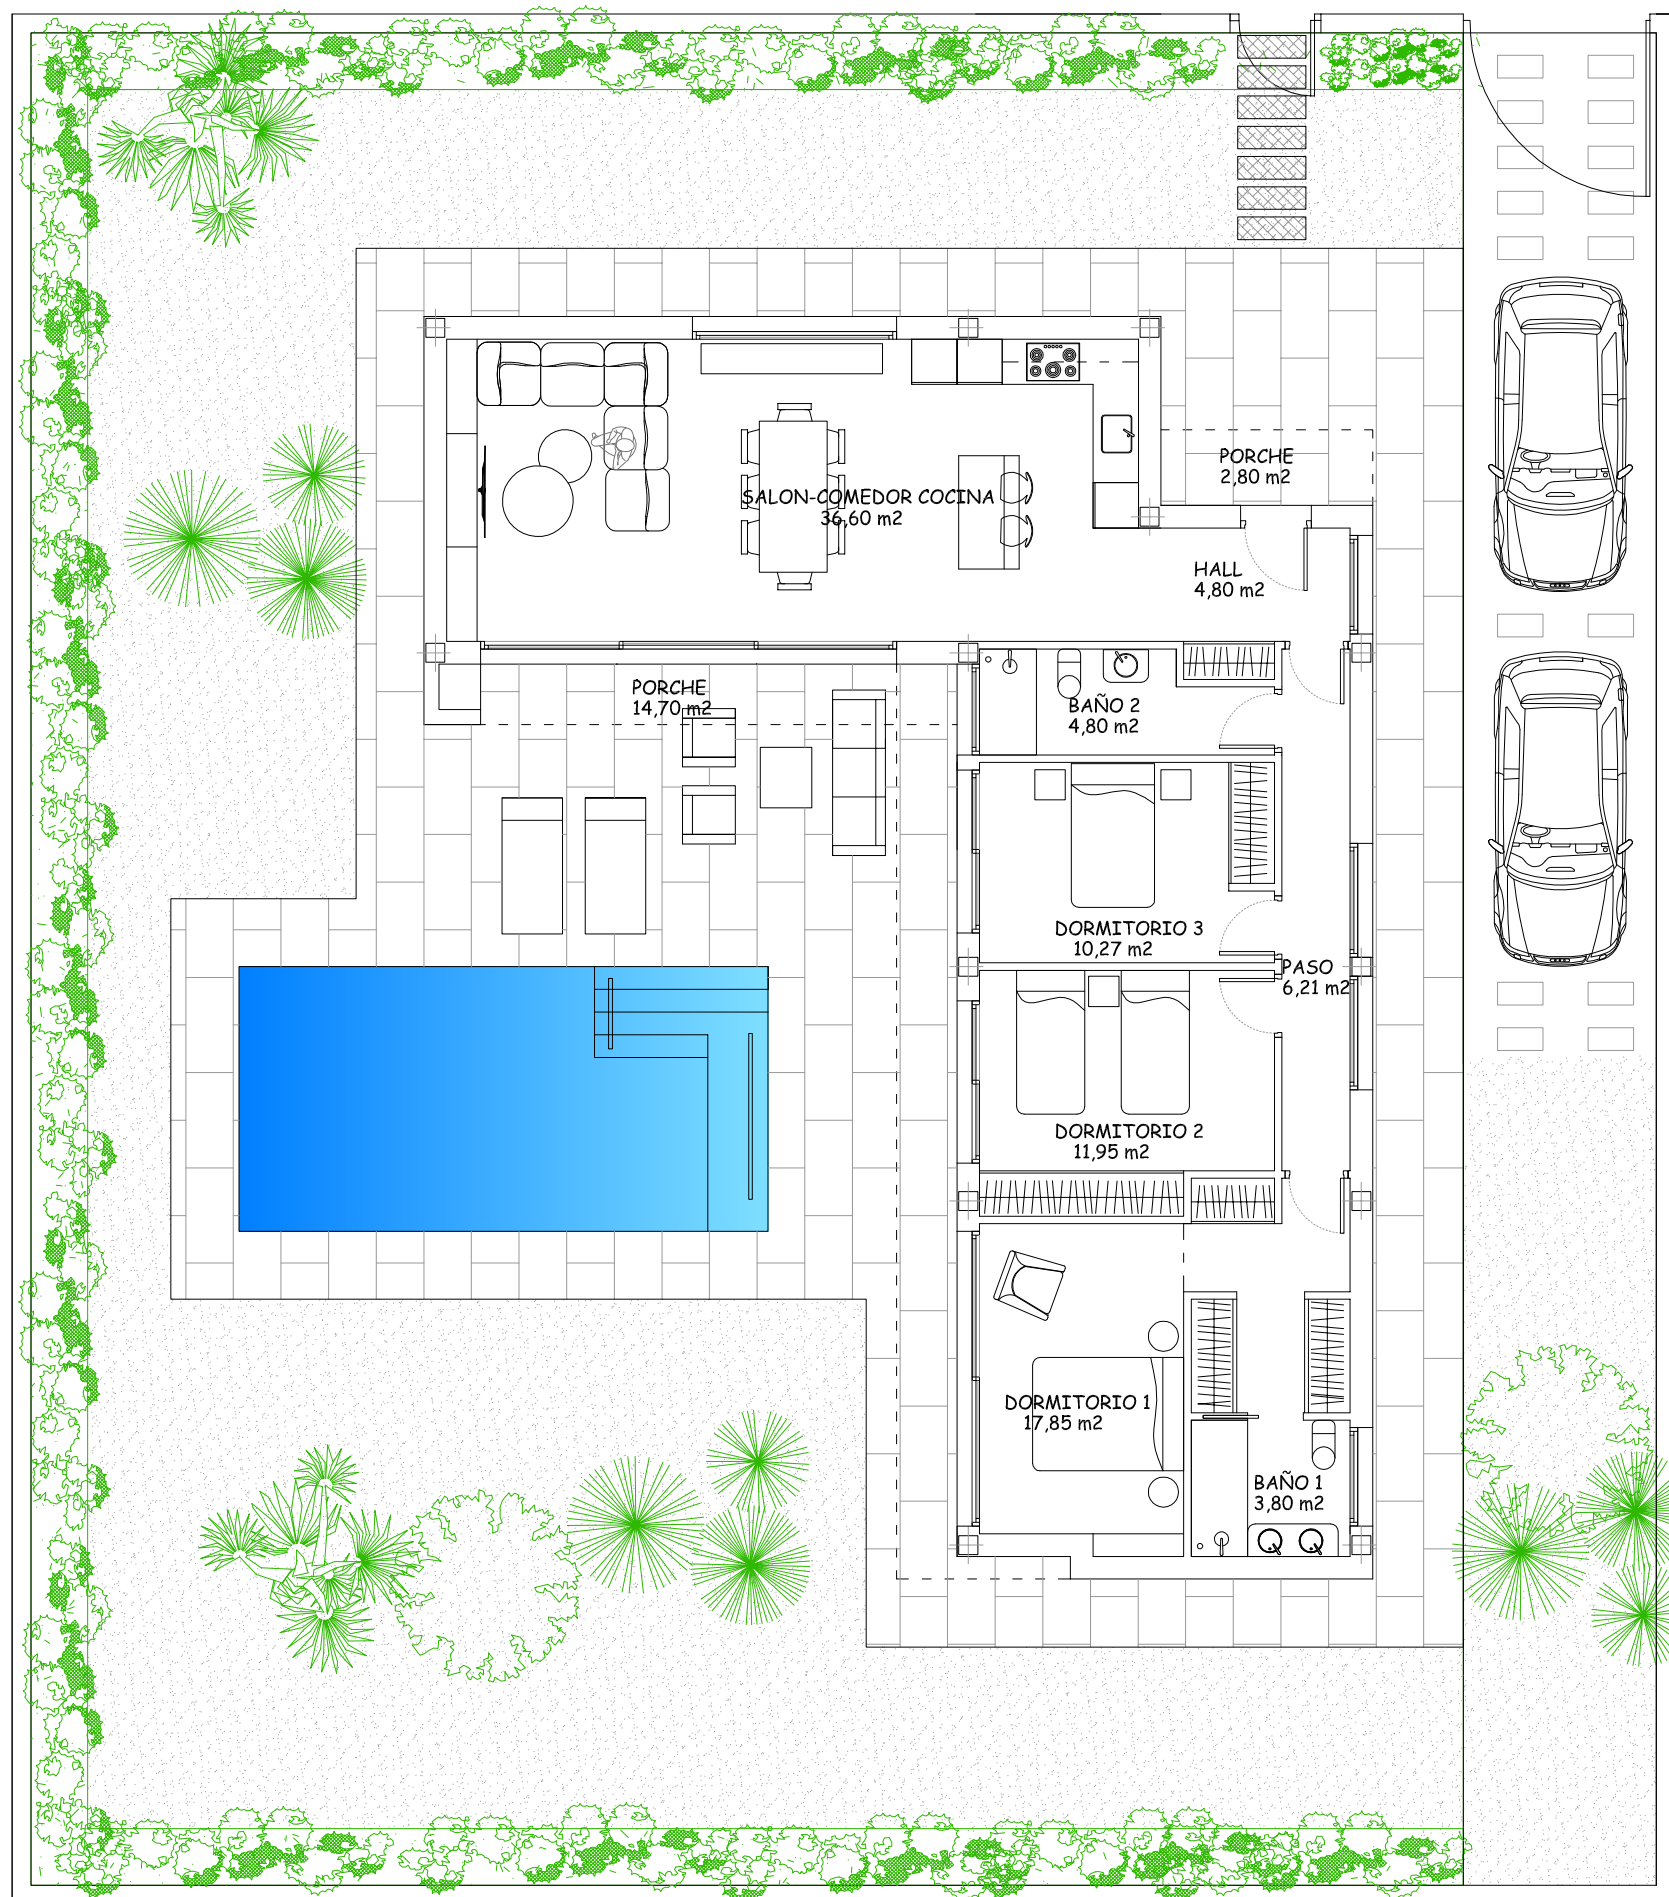 PORCHE
2,80 m2
SALON-COMEDOR COCINA
36,60 m2
HALL
4,80 m2
PORCHE
14,70 m2
BAÑO 2
4,80 m2
DORMITORIO 3
10,27 m2
PASO
6,21 m2
DORMITORIO 2
11,95 m2
DORMITORIO 1
17,85 m2
BAÑO 1
3,80 m2